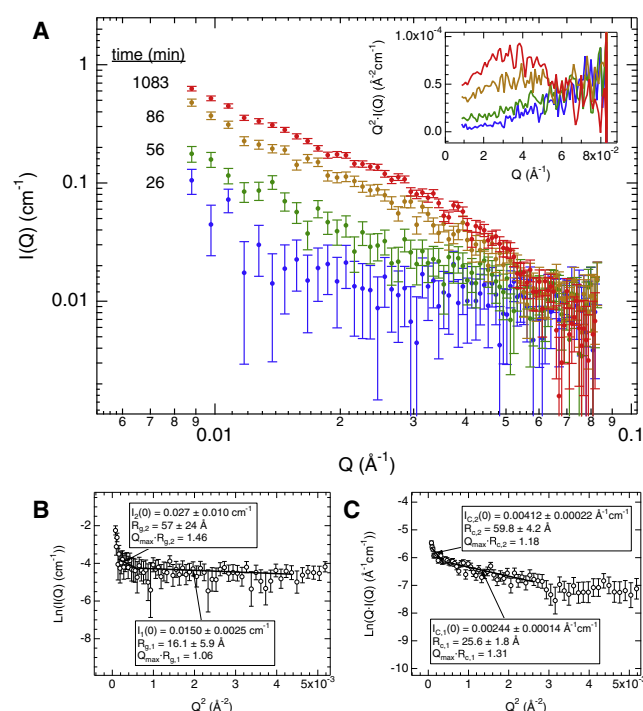 A
time (min)
1083
86
56
26
I(Q) (cm⁻¹)
1
0.1
0.01
6 7 8 9 0.01 2 3 4 5 6 7 8 9 0.1
Q (Å⁻¹)
Q²·I(Q) (Å⁻²cm⁻¹)
1.0x10⁻⁴
0.5
0.0
0 2 4 6 8x10⁻²
Q (Å⁻¹)
B
Ln(I(Q) (cm⁻¹))
-2
-4
-6
-8
I₂(0) = 0.027 ± 0.010 cm⁻¹
R_g,2 = 57 ± 24 Å
Q_max·R_g,2 = 1.46
I₁(0) = 0.0150 ± 0.0025 cm⁻¹
R_g,1 = 16.1 ± 5.9 Å
Q_max·R_g,1 = 1.06
0 1 2 3 4 5x10⁻³
Q² (Å⁻²)
C
Ln(Q·I(Q) (Å⁻¹cm⁻¹))
-4
-5
-6
-7
-8
-9
-10
I_C,2(0) = 0.00412 ± 0.00022 Å⁻¹cm⁻¹
R_c,2 = 59.8 ± 4.2 Å
Q_max·R_c,2 = 1.18
I_C,1(0) = 0.00244 ± 0.00014 Å⁻¹cm⁻¹
R_c,1 = 25.6 ± 1.8 Å
Q_max·R_c,1 = 1.31
0 1 2 3 4 5x10⁻
Q² (Å⁻²)